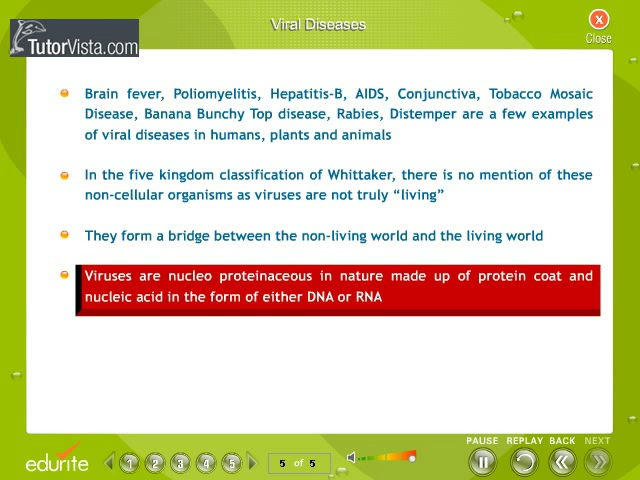 Viral Diseases
TutorVista.com
X
Close
Brain fever, Poliomyelitis, Hepatitis-B, AIDS, Conjunctiva, Tobacco Mosaic
Disease, Banana Bunchy Top disease, Rabies, Distemper are a few examples
of viral diseases in humans, plants and animals
In the five kingdom classification of Whittaker, there is no mention of these
non-cellular organisms as viruses are not truly “living”
They form a bridge between the non-living world and the living world
Viruses are nucleo proteinaceous in nature made up of protein coat and
nucleic acid in the form of either DNA or RNA
PAUSE REPLAY BACK NEXT
edurite 1 2 3 4 5 5 of 5